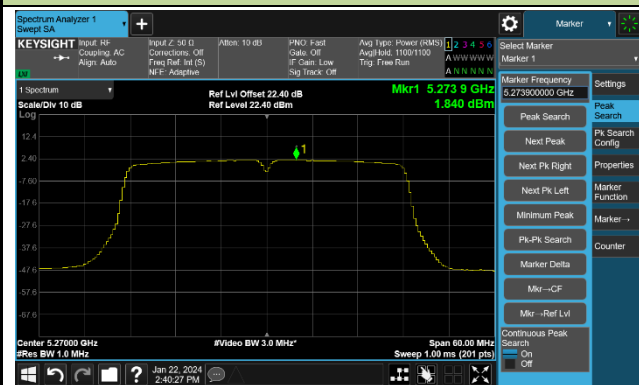 Spectrum Analyzer 1
Swept SA
Marker
KEYSIGHT
Input: RF
Coupling: AC
Align: Auto
Input Z: 50 Ω
Corrections: Off
Freq Ref: Int (S)
NFE: Adaptive
Atten: 10 dB
PNO: Fast
Gate: Off
IF Gain: Low
Sig Track: Off
Avg Type: Power (RMS)
Avg|Hold: 1100/1100
Trig: Free Run
1 2 3 4 5 6
A W W W W W
A N N N N N
LXI
Select Marker
Marker 1
1 Spectrum
Scale/Div 10 dB
Log
Ref Lvl Offset 22.40 dB
Ref Level 22.40 dBm
Mkr1 5.273 9 GHz
1.840 dBm
12.4
2.40
-7.60
-17.6
-27.6
-37.6
-47.6
-57.6
-67.6
1
Center 5.27000 GHz
#Res BW 1.0 MHz
#Video BW 3.0 MHz*
Span 60.00 MHz
Sweep 1.00 ms (201 pts)
Marker Frequency
5.273900000 GHz
Peak Search
Next Peak
Next Pk Right
Next Pk Left
Minimum Peak
Pk-Pk Search
Marker Delta
Mkr→CF
Mkr→Ref Lvl
Continuous Peak
Search
On
Off
Settings
Peak
Search
Pk Search
Config
Properties
Marker
Function
Marker→
Counter
?
Jan 22, 2024
2:40:27 PM